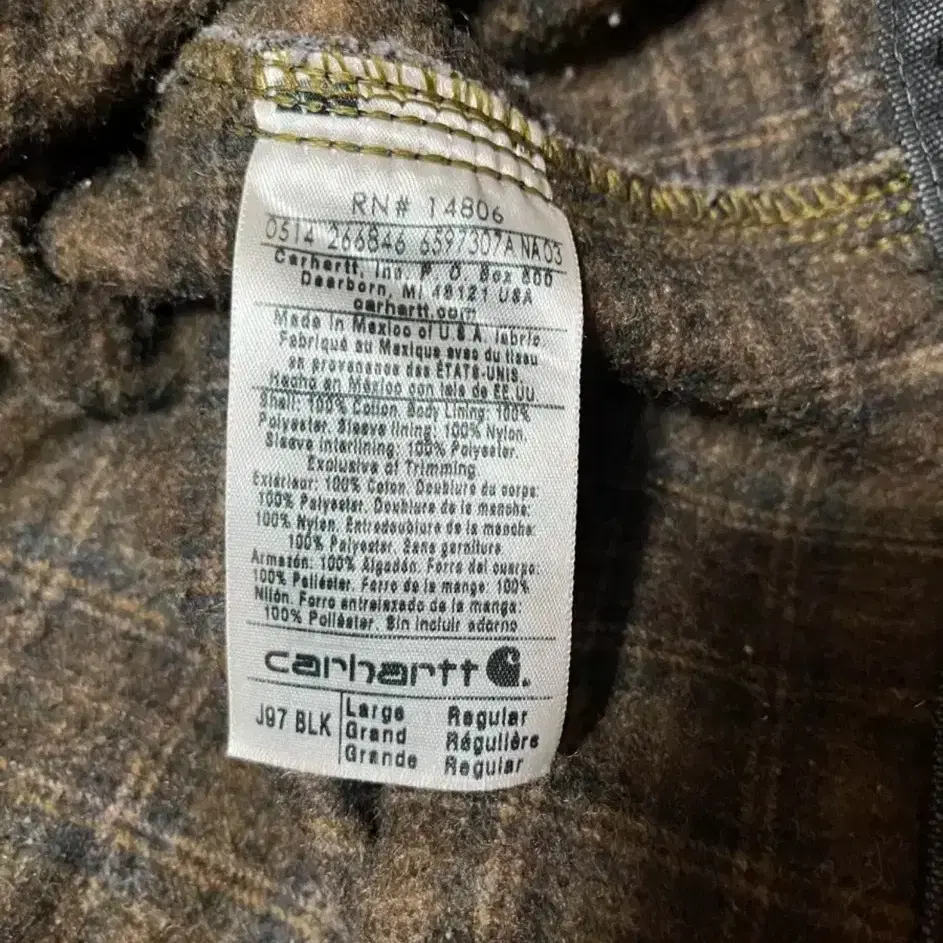 RN# 14806
0514 266846 6597307A NA03
Carhartt, Inc. P. O. Box 600
Dearborn, MI 48121 USA
carhartt.com
Made in Mexico of U.S.A. fabric
Fabriqué au Mexique avec du tissu
en provenance des ÉTATS-UNIS
Hecho en México con tela de EE.UU.
Shell: 100% Cotton. Body Lining: 100%
Polyester. Sleeve lining: 100% Nylon.
Sleeve interlining: 100% Polyester.
Exclusive of Trimming
Extérieur: 100% Coton. Doublure du corps:
100% Polyester. Doublure de la manche:
100% Nylon. Entredoublure de la manche:
100% Polyester. Sans garniture
Armazón: 100% Algodón. Forro del cuerpo:
100% Poliéster. Forro de la manga: 100%
Nilón. Forro entrelazado de la manga:
100% Poliéster. Sin incluir adorno
carhartt
J97 BLK Large Regular
Grand Régulière
Grande Regular